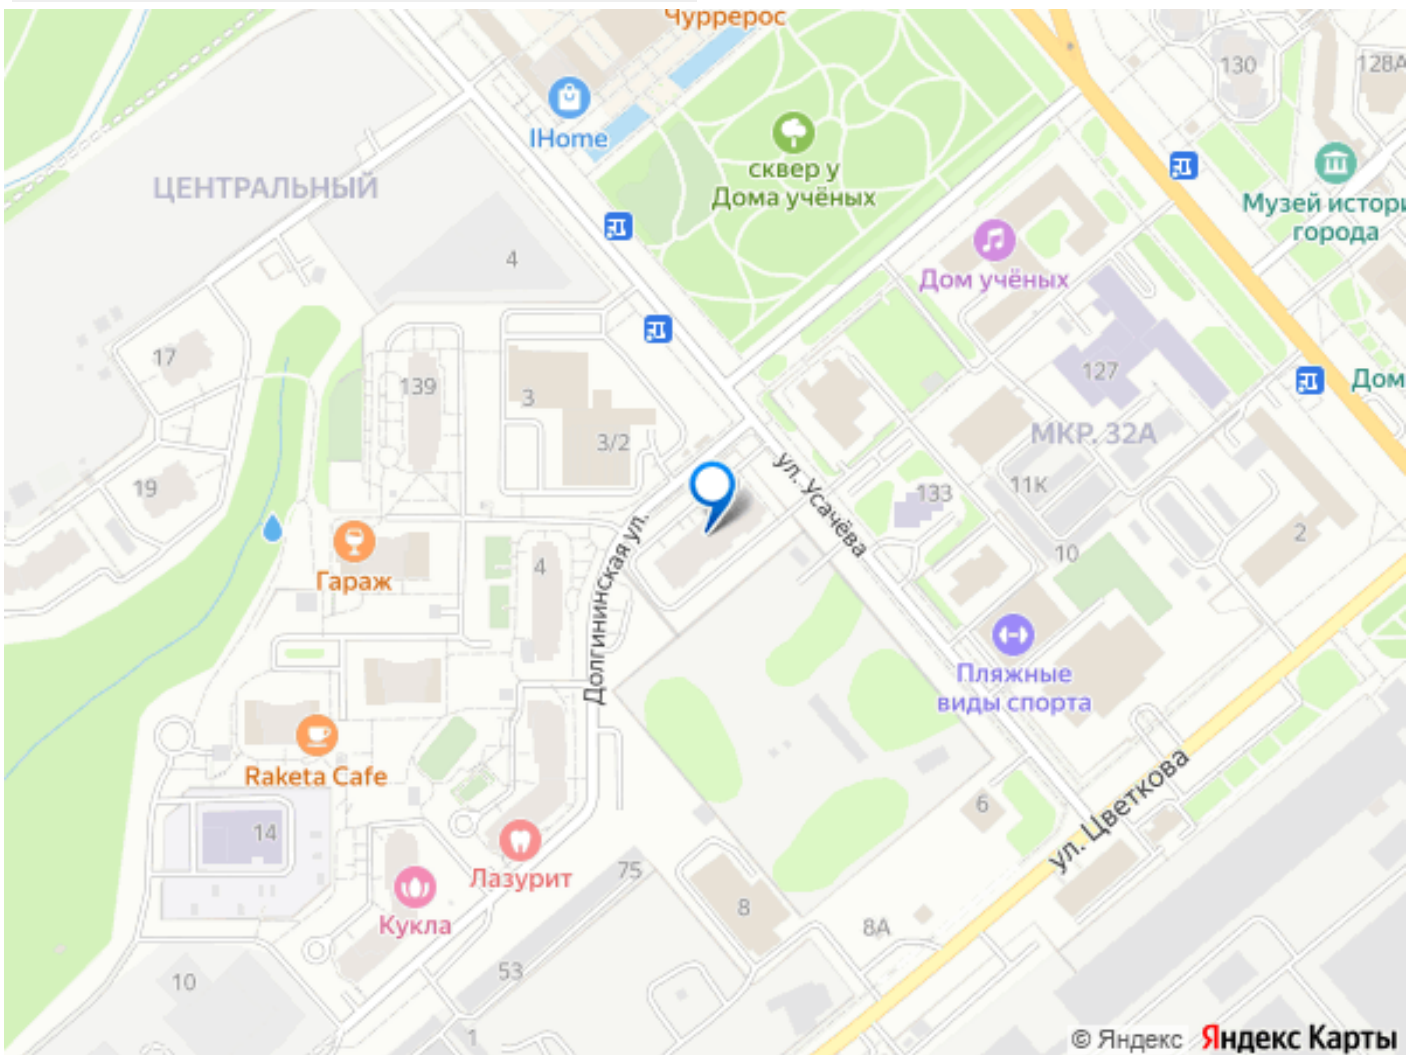 Чуррерос
130
128А
IHome
сквер у
Дома учёных
ЦЕНТРАЛЬНЫЙ
Музей истори
города
4
Дом учёных
17
139
3
127
Дом
3/2
МКР. 32А
ул. Усачёва
19
133
11К
2
10
Гараж
4
Долгининская ул.
Пляжные
виды спорта
Raketa Cafe
ул. Цветкова
6
14
Лазурит
75
Кукла
8
8А
53
10
1
© Яндекс Яндекс Карты